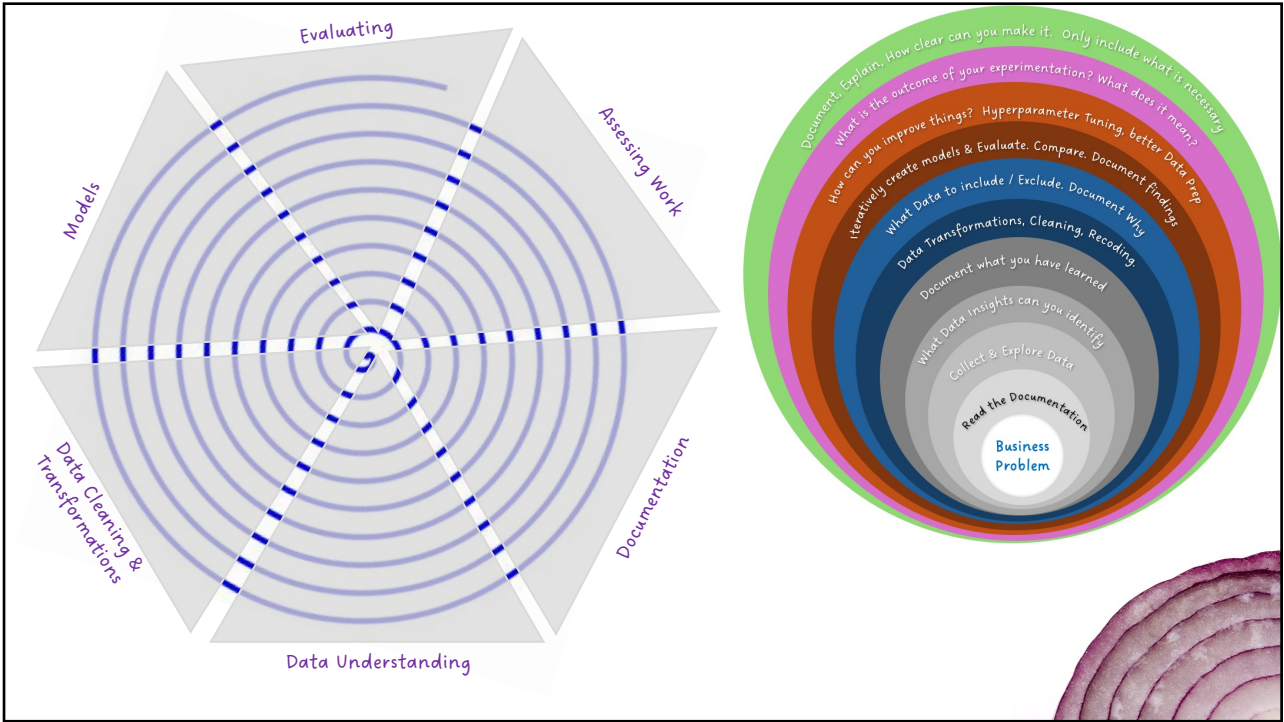 Evaluating
Assessing Work
Documentation
Data Understanding
Data Cleaning &
Transformations
Models
Document, Explain, How clear can you make it. Only include what is necessary
What is the outcome of your experimentation? What does it mean?
How can you improve things? Hyperparameter Tuning, better Data Prep
Iteratively create models & Evaluate. Compare. Document findings
What Data to include / Exclude. Document Why
Data Transformations, Cleaning, Recoding.
Document what you have learned
What Data Insights can you identify
Collect & Explore Data
Read the Documentation
Business
Problem